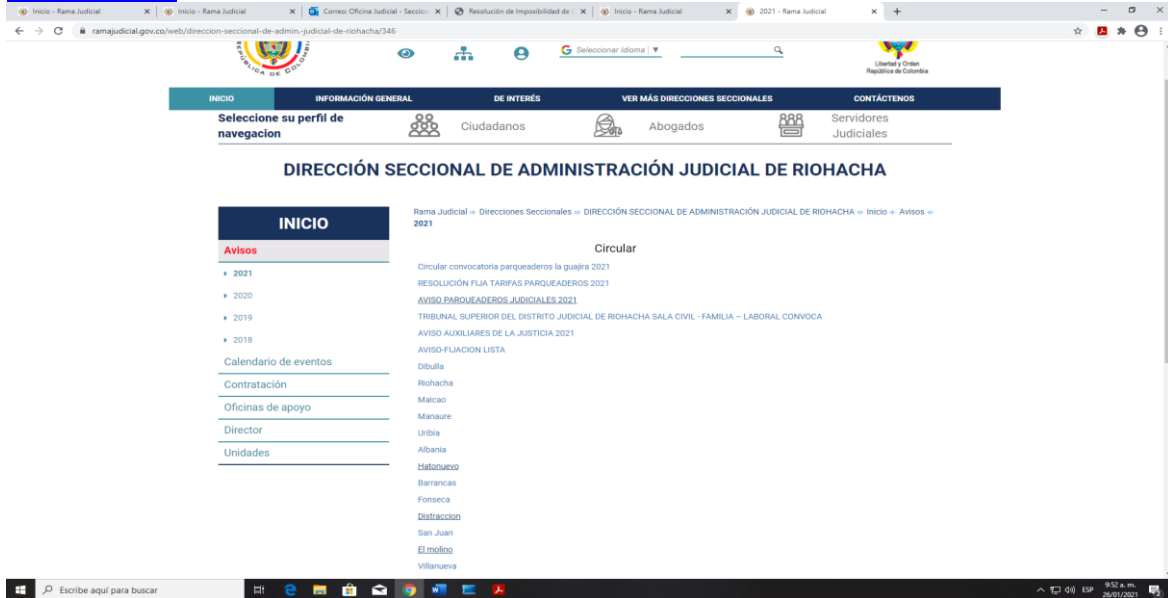 Inicio - Rama Judicial
Inicio - Rama Judicial
Correo: Oficina Judicial - Seccion
Resolución de Imposibilidad de
Inicio - Rama Judicial
2021 - Rama Judicial
ramajudicial.gov.co/web/direccion-seccional-de-admin.-judicial-de-riohacha/346
REPÚBLICA DE COLOMBIA
G Seleccionar Idioma ▼
Libertad y Orden
República de Colombia
INICIO INFORMACIÓN GENERAL DE INTERÉS VER MÁS DIRECCIONES SECCIONALES CONTÁCTENOS
Seleccione su perfil de
navegacion
Ciudadanos
Abogados
Servidores
Judiciales
DIRECCIÓN SECCIONAL DE ADMINISTRACIÓN JUDICIAL DE RIOHACHA
INICIO
Avisos
2021
2020
2019
2018
Calendario de eventos
Contratación
Oficinas de apoyo
Director
Unidades
Rama Judicial Direcciones Seccionales DIRECCIÓN SECCIONAL DE ADMINISTRACIÓN JUDICIAL DE RIOHACHA Inicio Avisos
2021
Circular
Circular convocatoria parqueaderos la guajira 2021
RESOLUCIÓN FIJA TARIFAS PARQUEADEROS 2021
AVISO PARQUEADEROS JUDICIALES 2021
TRIBUNAL SUPERIOR DEL DISTRITO JUDICIAL DE RIOHACHA SALA CIVIL - FAMILIA – LABORAL CONVOCA
AVISO AUXILIARES DE LA JUSTICIA 2021
AVISO-FIJACION LISTA
Dibulla
Riohacha
Maicao
Manaure
Uribia
Albania
Hatonuevo
Barrancas
Fonseca
Distraccion
San Juan
El molino
Villanueva
Escribe aquí para buscar
ESP
9:52 a. m.
26/01/2021